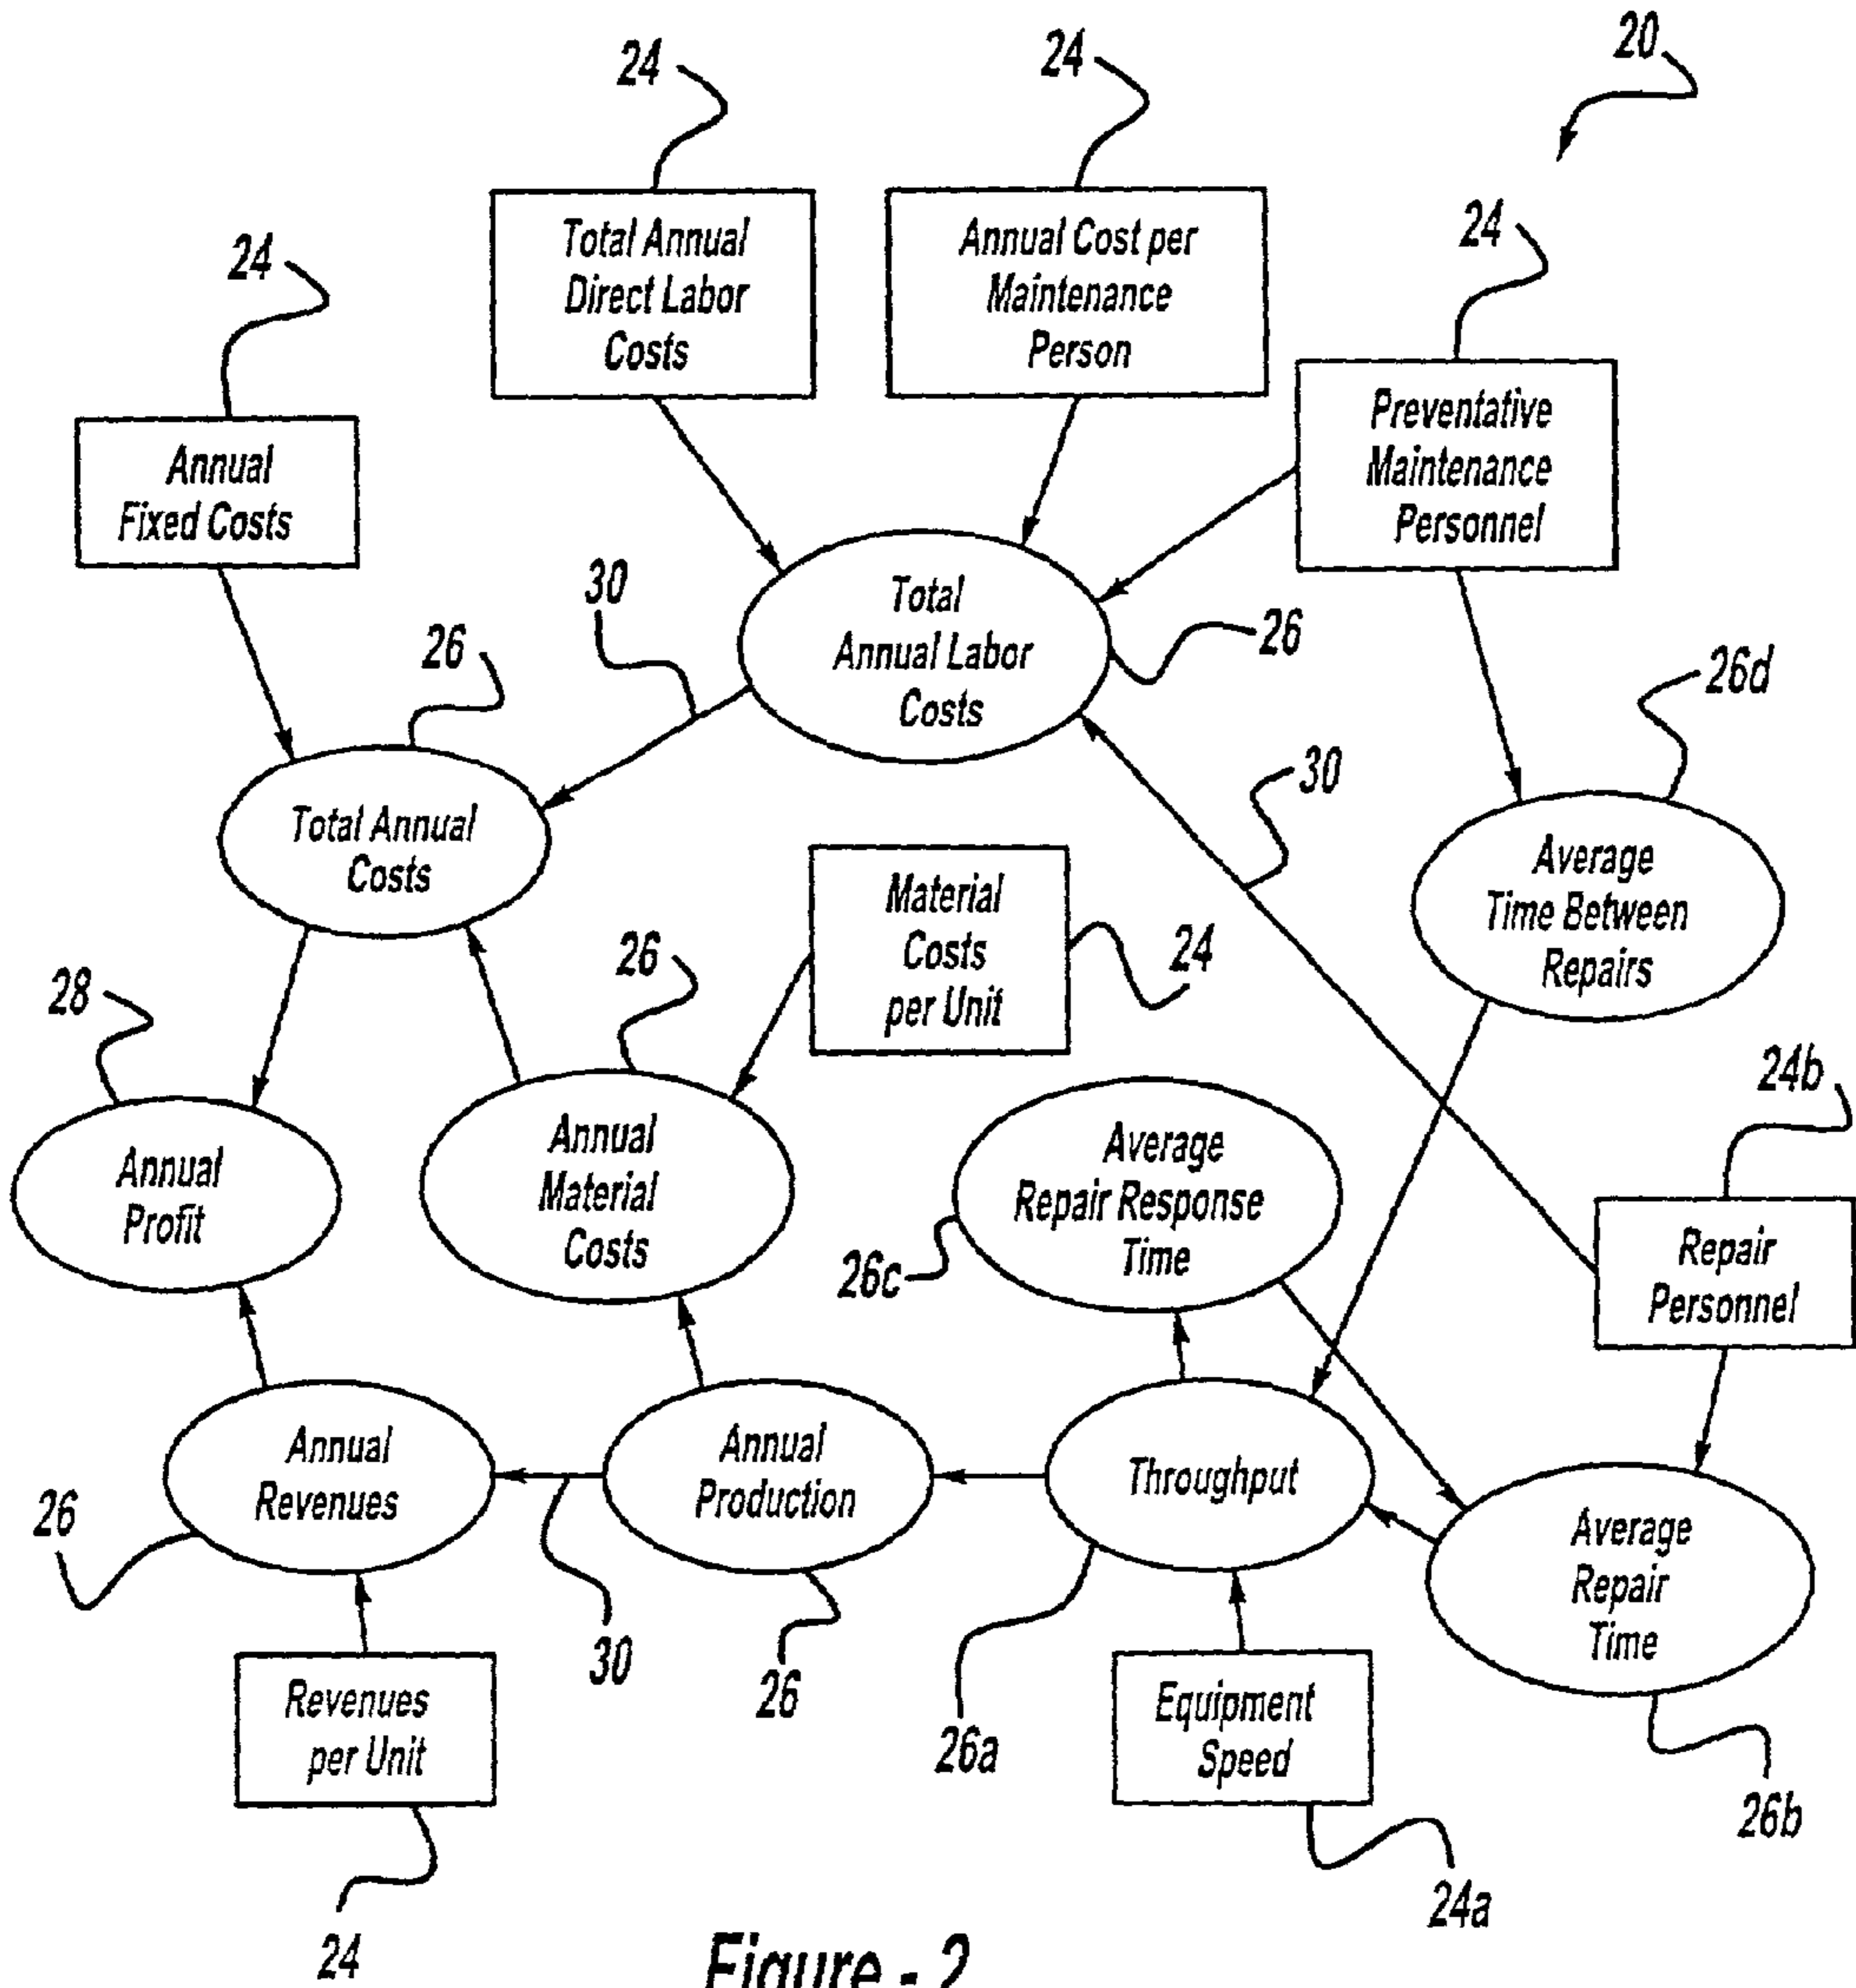 20
24
24
24
24
Total Annual
Direct Labor
Costs
Annual Cost per
Maintenance
Person
Preventative
Maintenance
Personnel
Annual
Fixed Costs
30
26
Total
Annual Labor
Costs
26
26d
30
Total Annual
Costs
Material
Costs
per Unit
24
Average
Time Between
Repairs
28
26
24b
Annual
Profit
Annual
Material
Costs
Average
Repair Response
Time
26c
Repair
Personnel
Annual
Revenues
Annual
Production
Throughput
Average
Repair
Time
26
30
26
26a
26b
Revenues
per Unit
Equipment
Speed
24
24a
Figure - 2